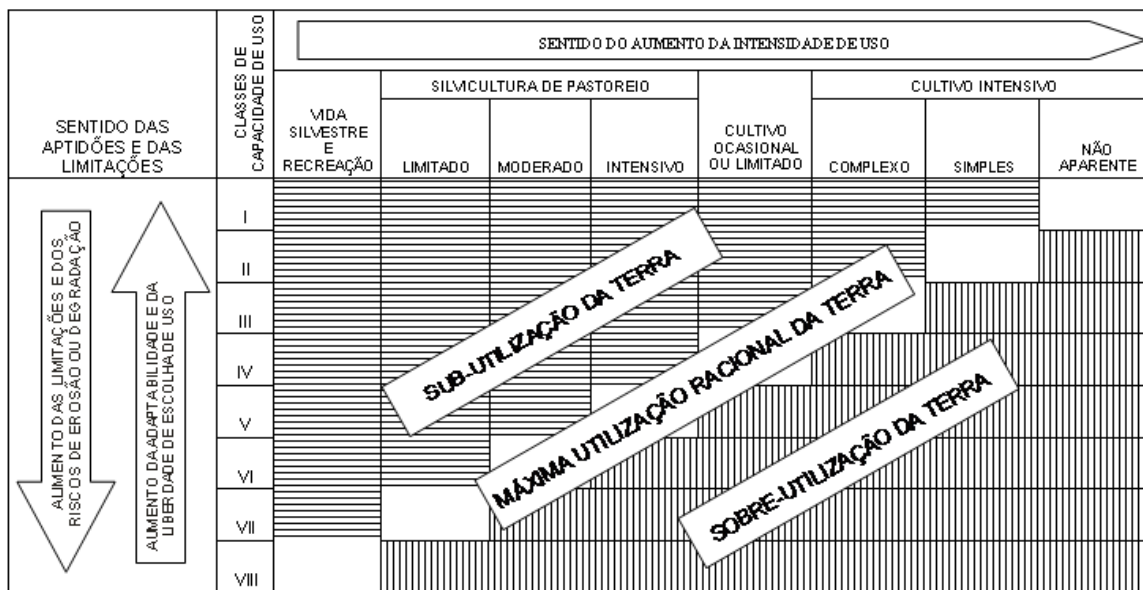 SENTIDO DAS
APTIDÕES E DAS
LIMITAÇÕES
CLASSES DE
CAPACIDADE DE USO
SENTIDO DO AUMENTO DA INTENSIDADE DE USO
VIDA
SILVESTRE
E
RECREAÇÃO
SILVICULTURA DE PASTOREIO
LIMITADO
MODERADO
INTENSIVO
CULTIVO
OCASIONAL
OU LIMITADO
CULTIVO INTENSIVO
COMPLEXO
SIMPLES
NÃO
APARENTE
AUMENTO DAS LIMITAÇÕES E DOS
RISCOS DE EROSÃO OU DEGRADAÇÃO
AUMENTO DA ADAPTABILIDADE E DA
LIBERDADE DE ESCOLHA DE USO
I
II
III
IV
V
VI
VII
VIII
SUB-UTILIZAÇÃO DA TERRA
MÁXIMA UTILIZAÇÃO RACIONAL DA TERRA
SOBRE-UTILIZAÇÃO DA TERRA